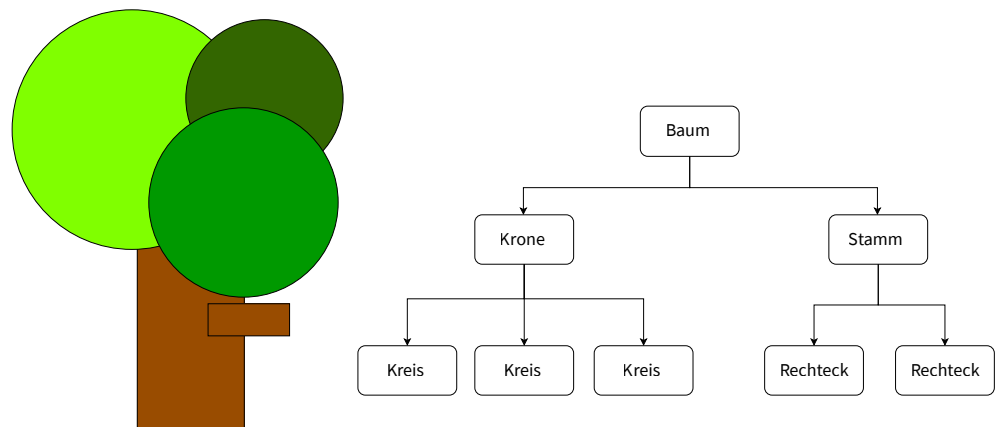 Baum
Krone
Stamm
Kreis
Kreis
Kreis
Rechteck
Rechteck